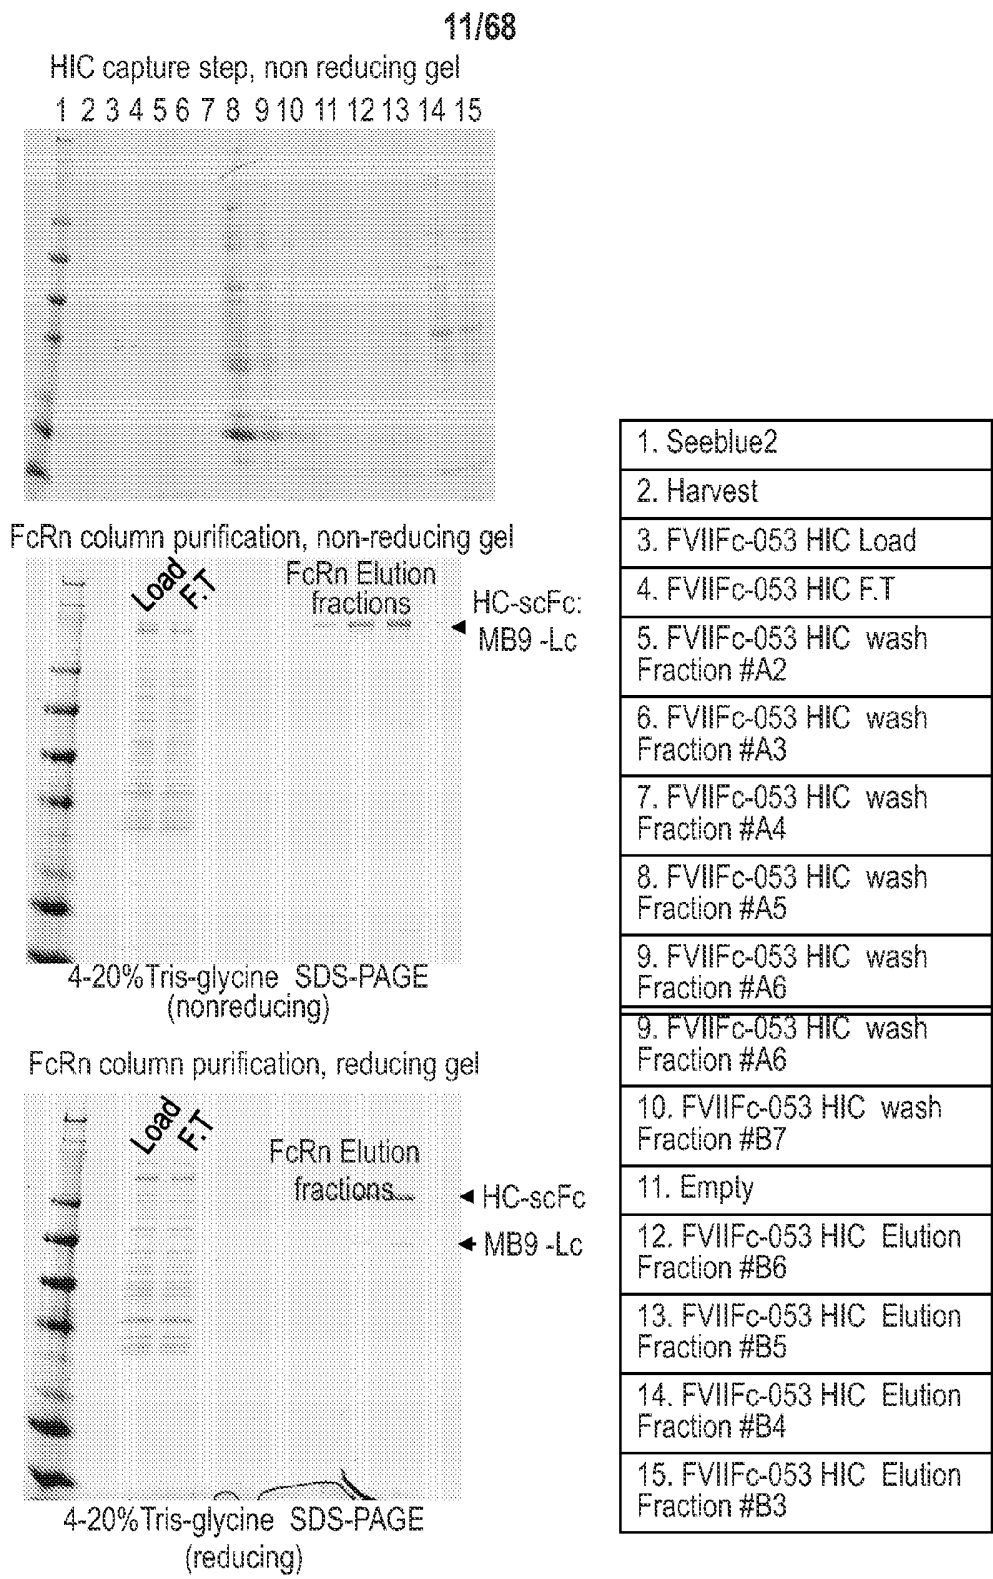 11/68
HIC capture step, non reducing gel
1 2 3 4 5 6 7 8 9 10 11 12 13 14 15
FcRn column purification, non-reducing gel
Load
F.T
FcRn Elution
fractions
HC-scFc:
MB9 -Lc
4-20%Tris-glycine SDS-PAGE
(nonreducing)
FcRn column purification, reducing gel
Load
F.T
FcRn Elution
fractions
HC-scFc
MB9 -Lc
4-20%Tris-glycine SDS-PAGE
(reducing)
1. Seeblue2
2. Harvest
3. FVIIFc-053 HIC Load
4. FVIIFc-053 HIC F.T
5. FVIIFc-053 HIC wash
Fraction #A2
6. FVIIFc-053 HIC wash
Fraction #A3
7. FVIIFc-053 HIC wash
Fraction #A4
8. FVIIFc-053 HIC wash
Fraction #A5
9. FVIIFc-053 HIC wash
Fraction #A6
9. FVIIFc-053 HIC wash
Fraction #A6
10. FVIIFc-053 HIC wash
Fraction #B7
11. Empty
12. FVIIFc-053 HIC Elution
Fraction #B6
13. FVIIFc-053 HIC Elution
Fraction #B5
14. FVIIFc-053 HIC Elution
Fraction #B4
15. FVIIFc-053 HIC Elution
Fraction #B3